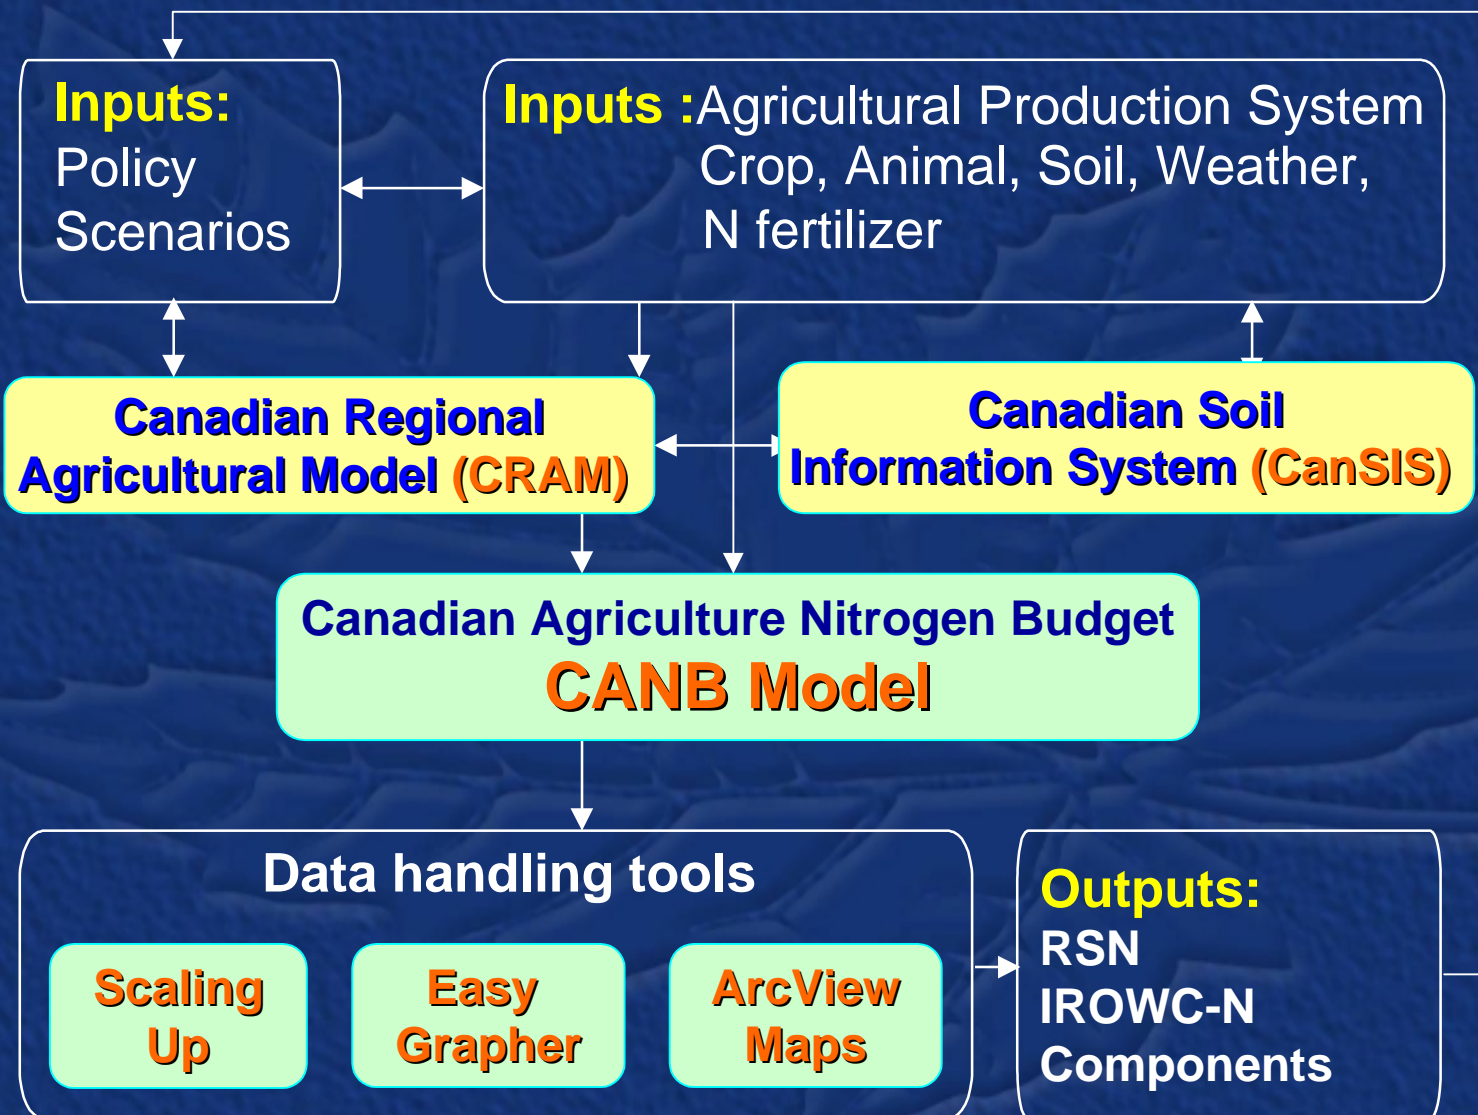 Inputs:
Policy
Scenarios
Inputs :Agricultural Production System
Crop, Animal, Soil, Weather,
N fertilizer
Canadian Regional
Agricultural Model (CRAM)
Canadian Soil
Information System (CanSIS)
Canadian Agriculture Nitrogen Budget
CANB Model
Data handling tools
Scaling
Up
Easy
Grapher
ArcView
Maps
Outputs:
RSN
IROWC-N
Components